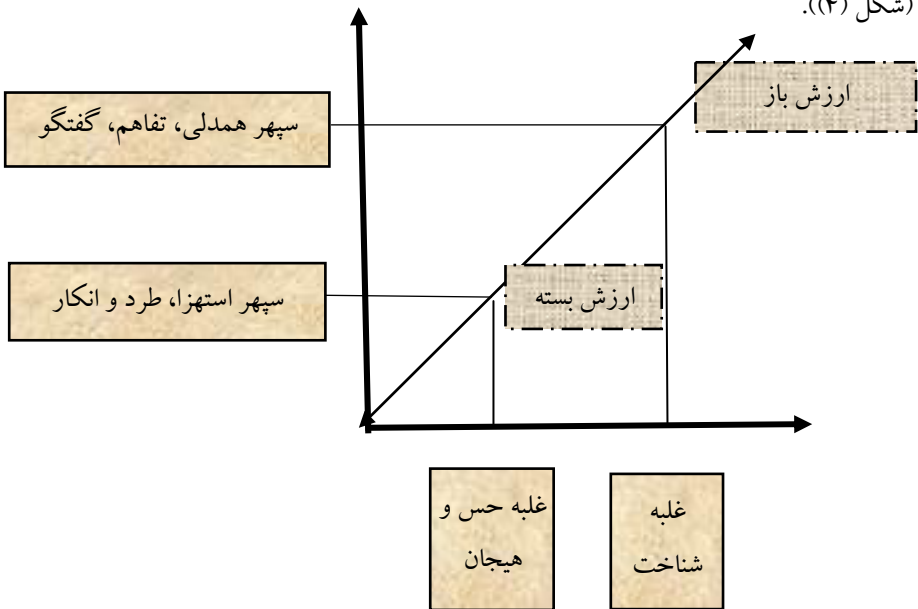 (شکل (۴)).
ارزش باز
سپهر همدلی، تفاهم، گفتگو
ارزش بسته
سپهر استهزا، طرد و انکار
غلبه حس و
هیجان
غلبه
شناخت